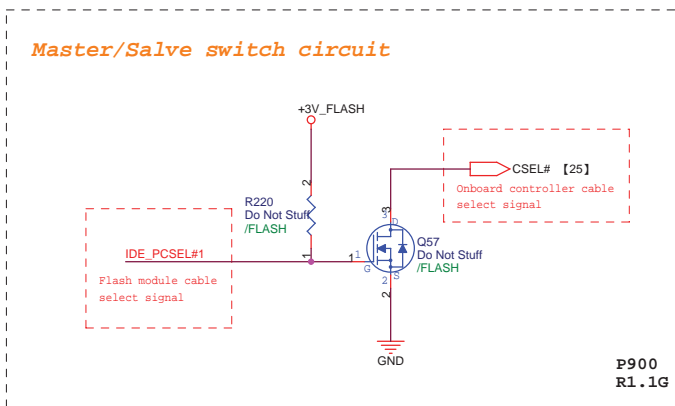 Master/Salve switch circuit
+3V_FLASH
2
R220
Do Not Stuff
/FLASH
1
CSEL# 【25】
Onboard controller cable
select signal
3
3
D
IDE_PCSEL#1
1
1
G
Q57
Do Not Stuff
/FLASH
S
2
2
Flash module cable
select signal
GND
P900
R1.1G